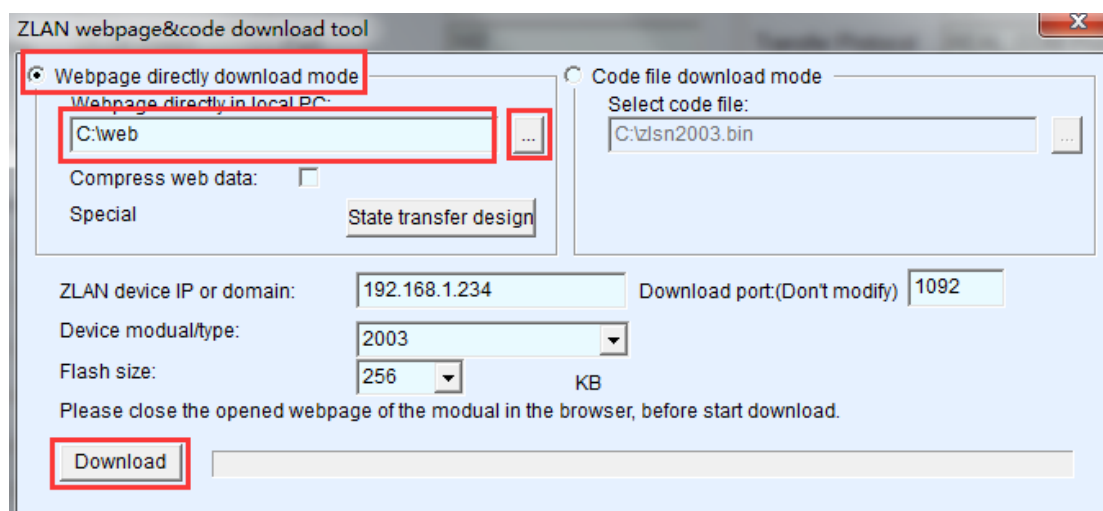 ZLAN webpage&code download tool
Webpage directly download mode
Code file download mode
Webpage directly in local PC:
Select code file:
C:\web
...
C:\zlsn2003.bin
...
Compress web data:
Special
State transfer design
ZLAN device IP or domain:
192.168.1.234
Download port:(Don't modify)
1092
Device modual/type:
2003
Flash size:
256
KB
Please close the opened webpage of the modual in the browser, before start download.
Download